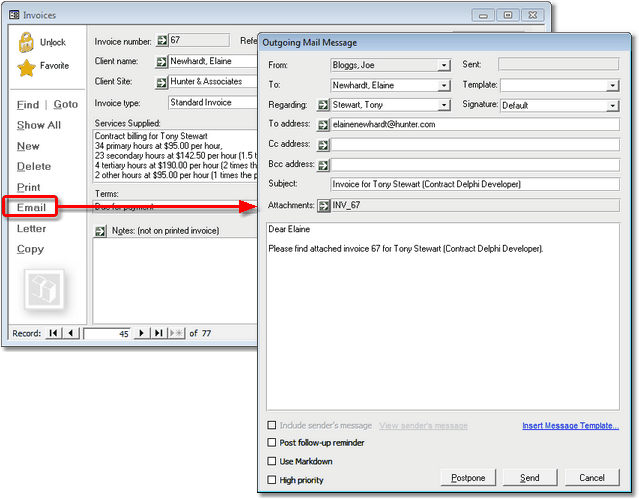 Invoices
Unlock
Favorite
Find | Goto
Show All
New
Delete
Print
Email
Letter
Copy
Invoice number: 67
Client name: Newhardt, Elaine
Client Site: Hunter & Associates
Invoice type: Standard Invoice
Services Supplied:
Contract billing for Tony Stewart
34 primary hours at $95.00 per hour,
23 secondary hours at $142.50 per hour (1.5 t
4 tertiary hours at $190.00 per hour (2 times th
2 other hours at $95.00 per hour (1 times the p
Terms:
Due for payment
Notes: (not on printed invoice)
Record: 45 of 77
Outgoing Mail Message
From: Bloggs, Joe Sent:
To: Newhardt, Elaine Template:
Regarding: Stewart, Tony Signature: Default
To address: elainenewhardt@hunter.com
Cc address:
Bcc address:
Subject: Invoice for Tony Stewart (Contract Delphi Developer)
Attachments: INV_67
Dear Elaine
Please find attached invoice 67 for Tony Stewart (Contract Delphi Developer).
Include sender's message View sender's message Insert Message Template...
Post follow-up reminder
Use Markdown
High priority
Postpone Send Cancel